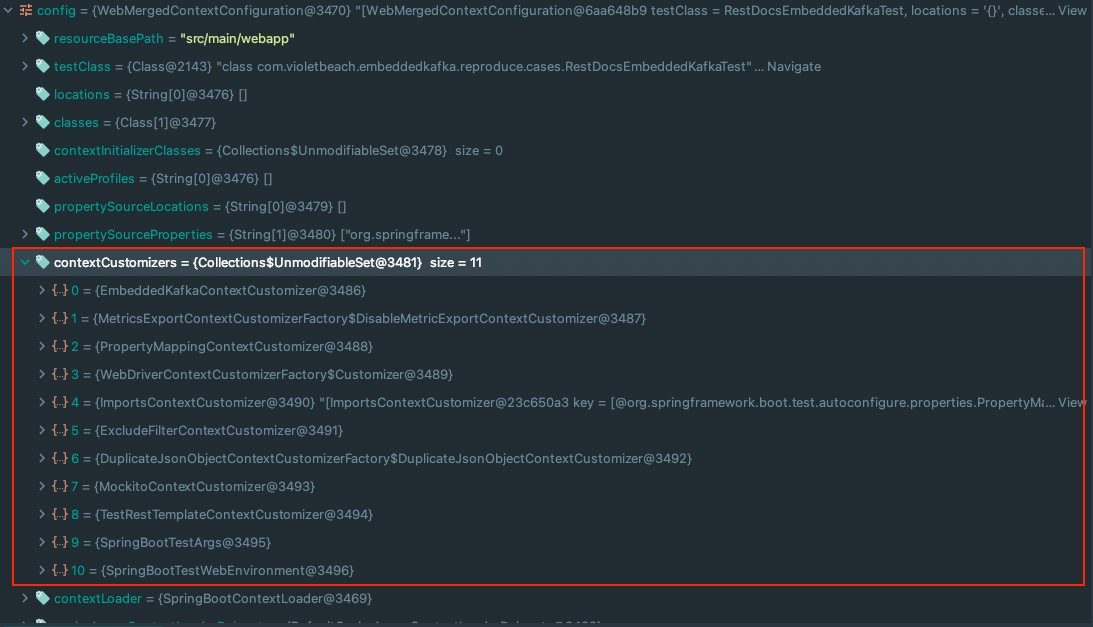 config = {WebMergedContextConfiguration@3470} "[WebMergedContextConfiguration@6aa648b9 testClass = RestDocsEmbeddedKafkaTest, locations = '{}', classe... View
resourceBasePath = "src/main/webapp"
testClass = {Class@2143} "class com.violetbeach.embeddedkafka.reproduce.cases.RestDocsEmbeddedKafkaTest" ... Navigate
locations = {String[0]@3476} []
classes = {Class[1]@3477}
contextInitializerClasses = {Collections$UnmodifiableSet@3478} size = 0
activeProfiles = {String[0]@3476} []
propertySourceLocations = {String[0]@3479} []
propertySourceProperties = {String[1]@3480} ["org.springframe..."]
contextCustomizers = {Collections$UnmodifiableSet@3481} size = 11
{...} 0 = {EmbeddedKafkaContextCustomizer@3486}
{...} 1 = {MetricsExportContextCustomizerFactory$DisableMetricExportContextCustomizer@3487}
{...} 2 = {PropertyMappingContextCustomizer@3488}
{...} 3 = {WebDriverContextCustomizerFactory$Customizer@3489}
{...} 4 = {ImportsContextCustomizer@3490} "[ImportsContextCustomizer@23c650a3 key = [@org.springframework.boot.test.autoconfigure.properties.PropertyMa... View
{...} 5 = {ExcludeFilterContextCustomizer@3491}
{...} 6 = {DuplicateJsonObjectContextCustomizerFactory$DuplicateJsonObjectContextCustomizer@3492}
{...} 7 = {MockitoContextCustomizer@3493}
{...} 8 = {TestRestTemplateContextCustomizer@3494}
{...} 9 = {SpringBootTestArgs@3495}
{...} 10 = {SpringBootTestWebEnvironment@3496}
contextLoader = {SpringBootContextLoader@3469}